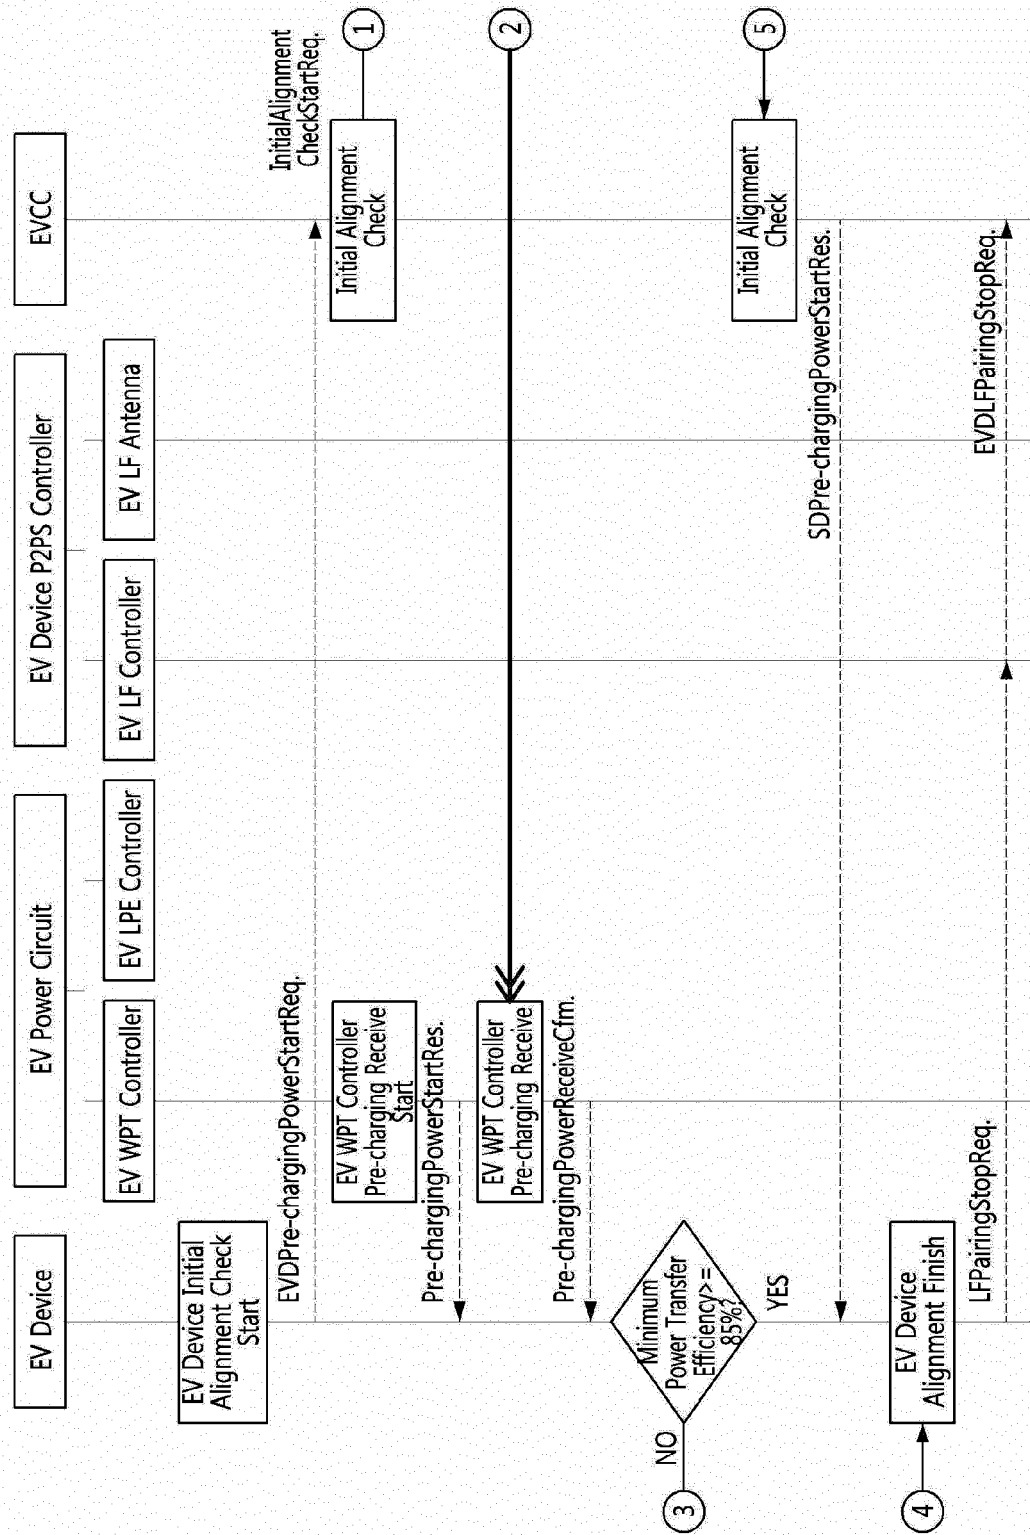 EV Device
EV Power Circuit
EV Device P2PS Controller
EVCC
EV WPT Controller
EV LPE Controller
EV LF Controller
EV LF Antenna
EV Device Initial
Alignment Check
Start
EVDPre-chargingPowerStartReq.
InitialAlignment
CheckStartReq.
EV WPT Controller
Pre-charging Receive
Start
Initial Alignment
Check
1
Pre-chargingPowerStartRes.
EV WPT Controller
Pre-charging Receive
2
Pre-chargingPowerReceiveCfm.
Minimum
Power Transfer
Efficiency>=
85%?
NO
3
YES
Initial Alignment
Check
5
SDPre-chargingPowerStartRes.
4
EV Device
Alignment Finish
LFPairingStopReq.
EVDLFPairingStopReq.